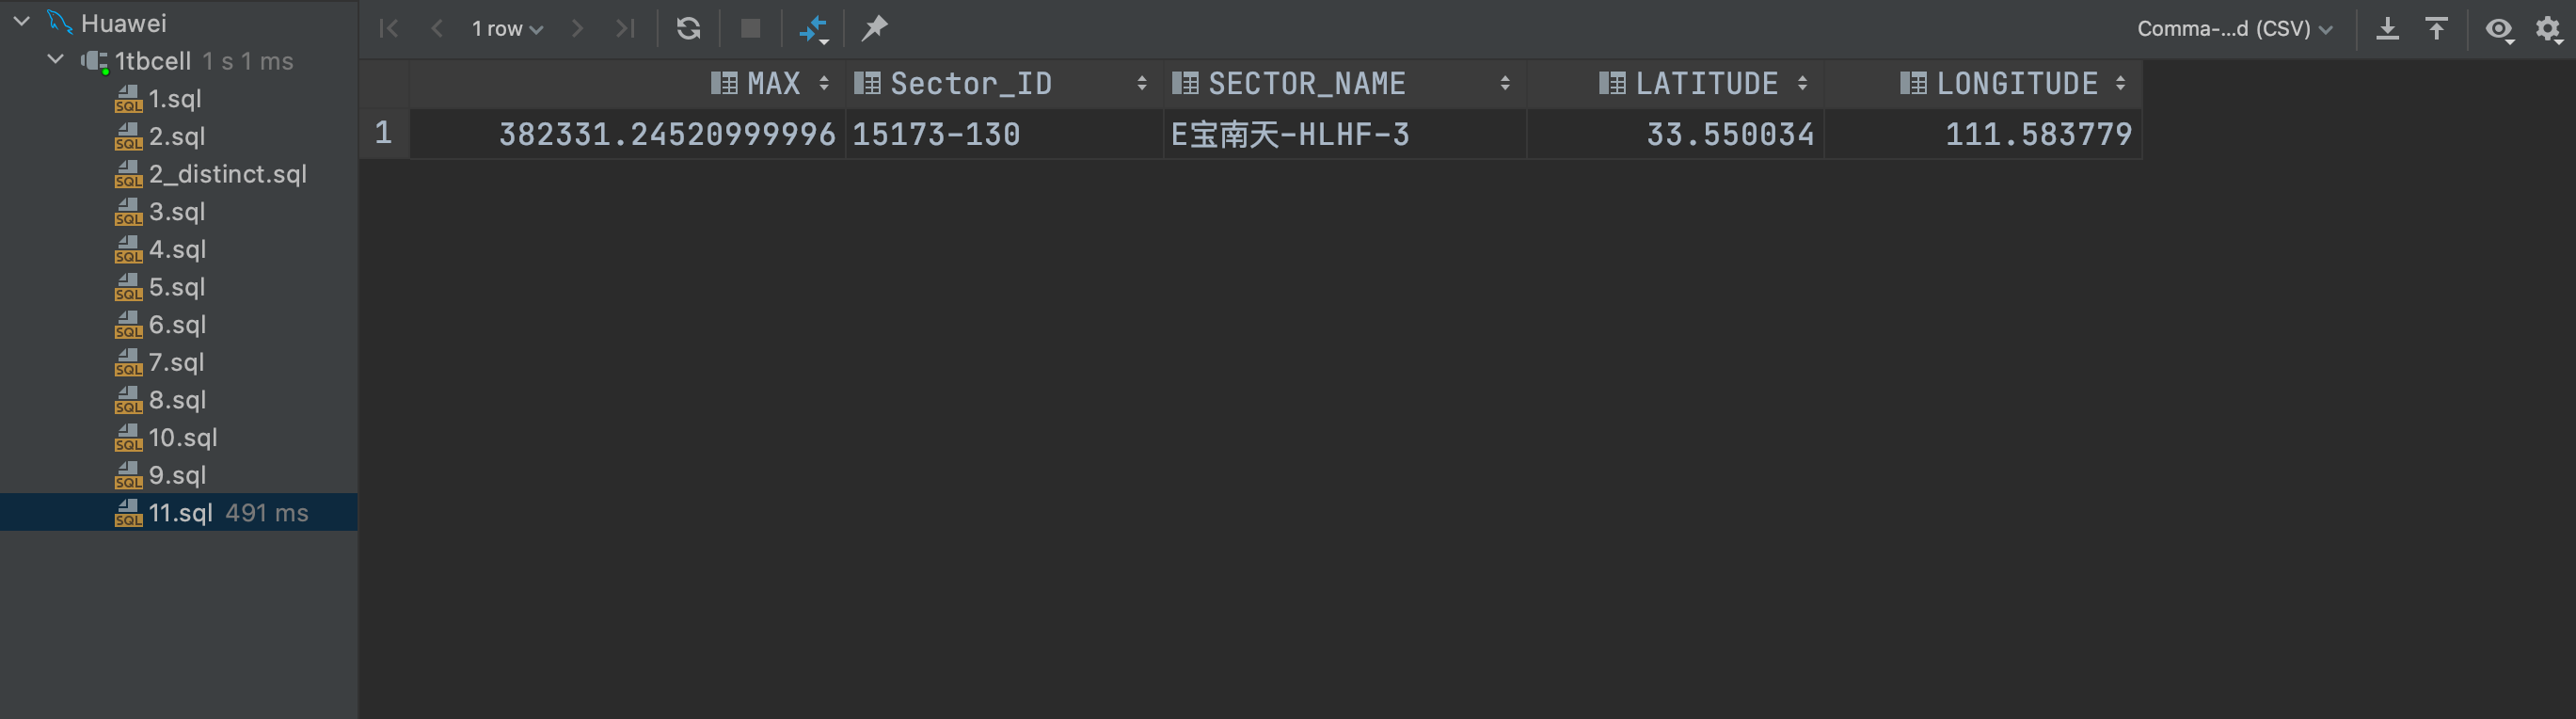 Huawei
1tbcell 1 s 1 ms
1.sql
2.sql
2_distinct.sql
3.sql
4.sql
5.sql
6.sql
7.sql
8.sql
10.sql
9.sql
11.sql 491 ms
1 row
Comma-...d (CSV)
MAX Sector_ID SECTOR_NAME LATITUDE LONGITUDE
1 382331.24520999996 15173-130 E宝南天-HLHF-3 33.550034 111.583779